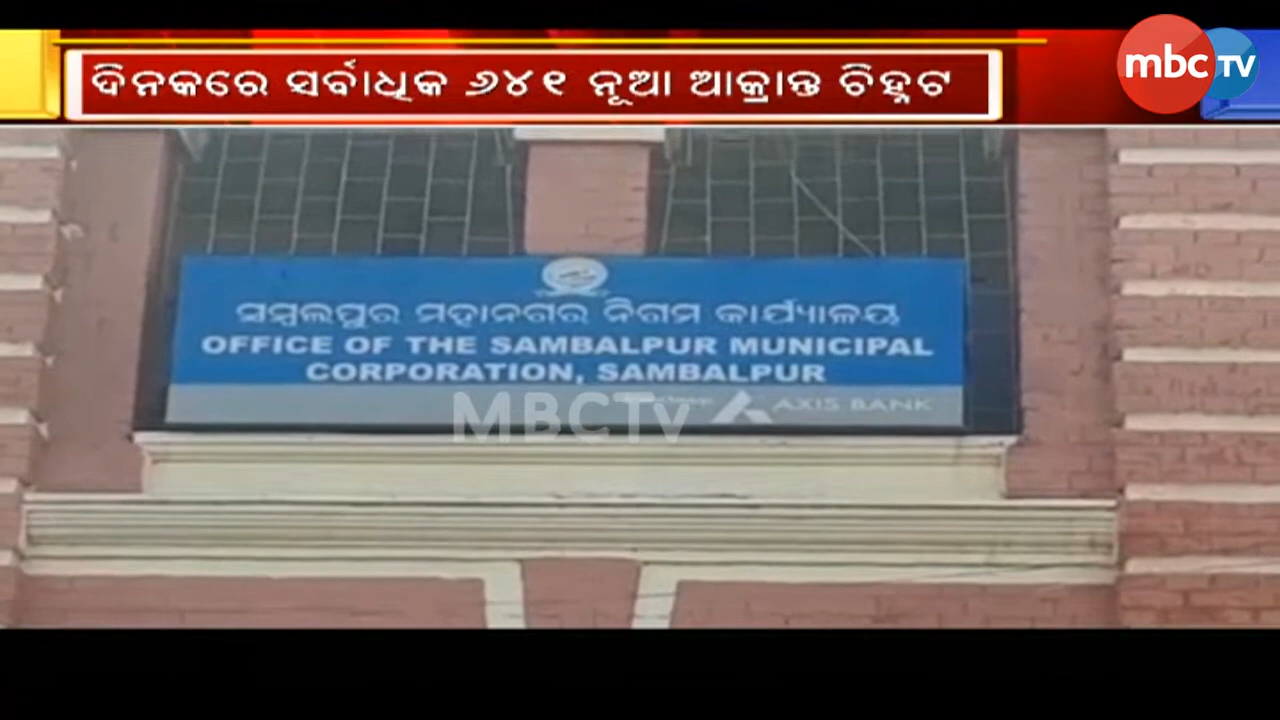 ଦିନକରେ ସର୍ବାଧିକ ୬୪୧ ନୂଆ ଆକ୍ରାନ୍ତ ଚିହ୍ନଟ
mbc TV
ସମ୍ବଲପୁର ମହାନଗର ନିଗମ କାର୍ଯ୍ୟାଳୟ
OFFICE OF THE SAMBALPUR MUNICIPAL
CORPORATION, SAMBALPUR
AXIS BANK
MBCTv